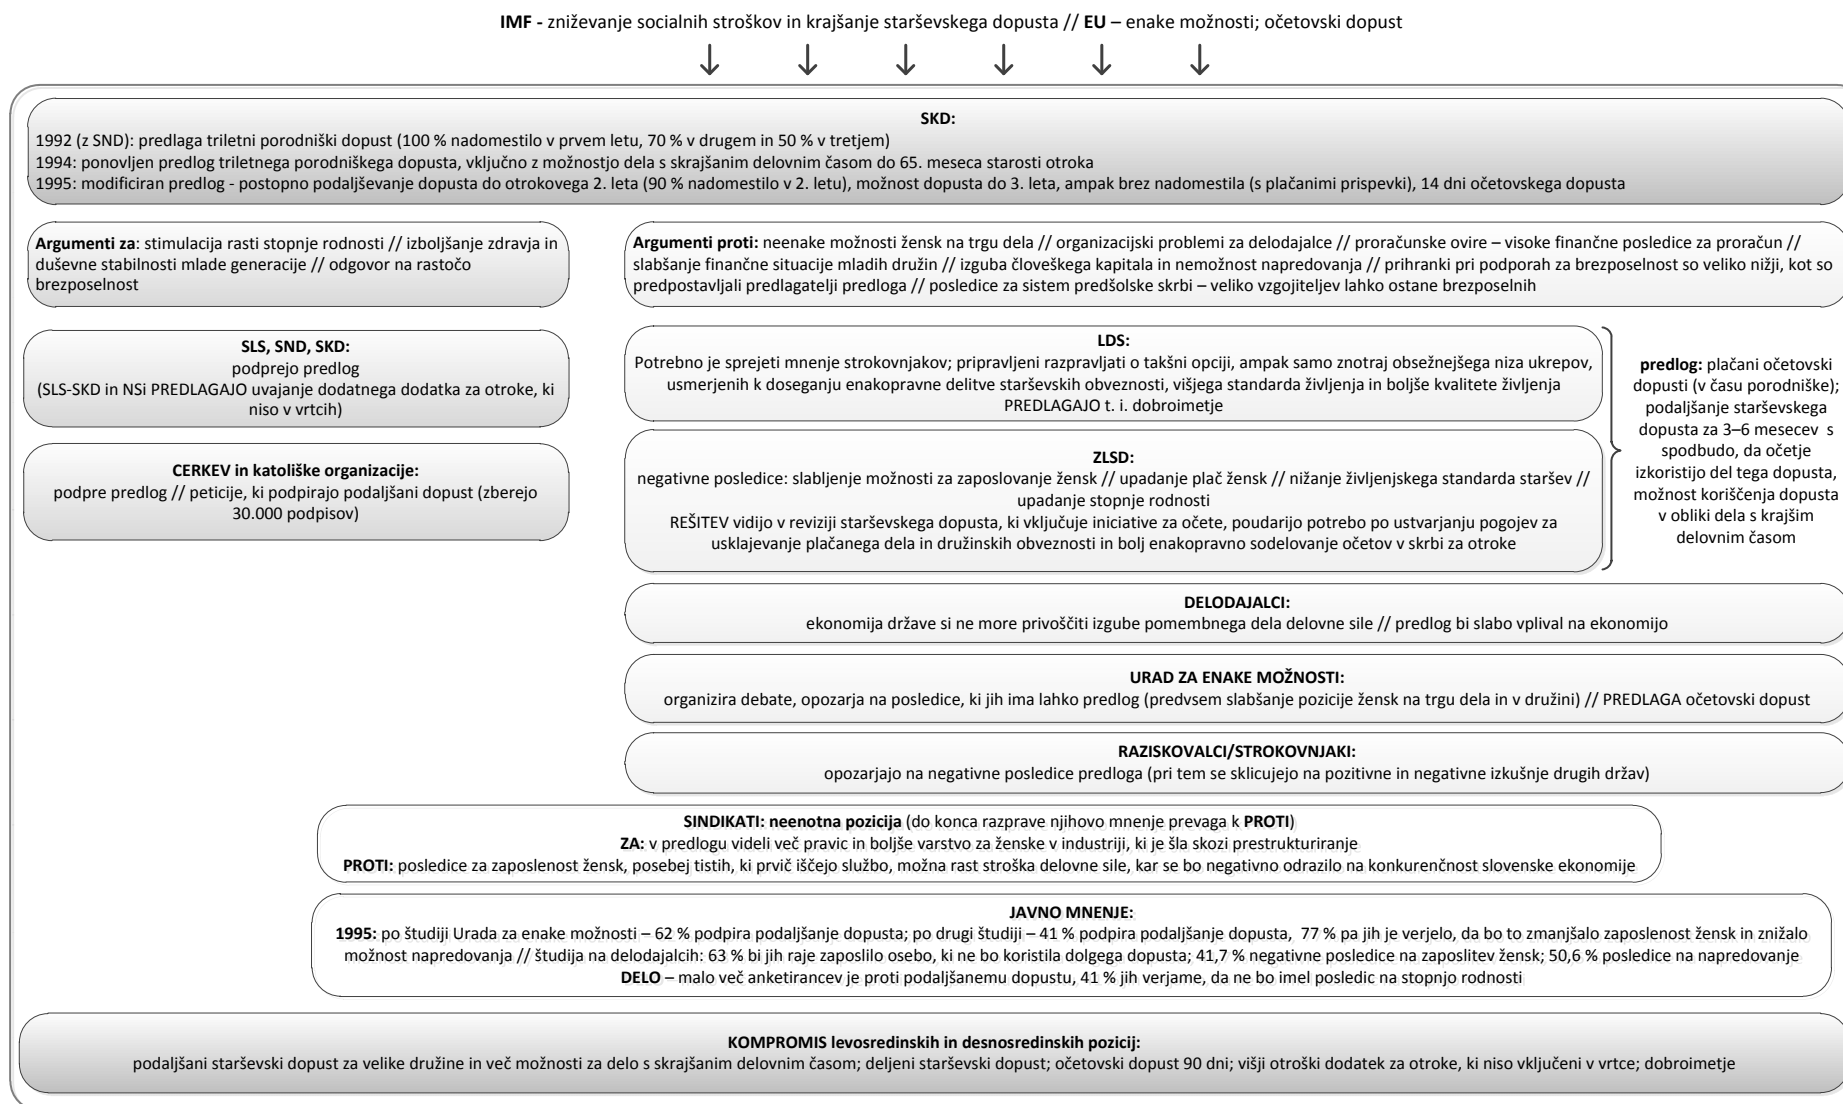 IMF - zniževanje socialnih stroškov in krajšanje starševskega dopusta // EU – enake možnosti; očetovski dopust
SKD:
1992 (z SND): predlaga triletni porodniški dopust (100 % nadomestilo v prvem letu, 70 % v drugem in 50 % v tretjem)
1994: ponovljen predlog triletnega porodniškega dopusta, vključno z možnostjo dela s skrajšanim delovnim časom do 65. meseca starosti otroka
1995: modificiran predlog - postopno podaljševanje dopusta do otrokovega 2. leta (90 % nadomestilo v 2. letu), možnost dopusta do 3. leta, ampak brez nadomestila (s plačanimi prispevki), 14 dni očetovskega dopusta
Argumenti za: stimulacija rasti stopnje rodnosti // izboljšanje zdravja in
duševne stabilnosti mlade generacije // odgovor na rastočo
brezposelnost
Argumenti proti: neenake možnosti žensk na trgu dela // organizacijski problemi za delodajalce // proračunske ovire – visoke finančne posledice za proračun //
slabšanje finančne situacije mladih družin // izguba človeškega kapitala in nemožnost napredovanja // prihranki pri podporah za brezposelnost so veliko nižji, kot so
predpostavljali predlagatelji predloga // posledice za sistem predšolske skrbi – veliko vzgojiteljev lahko ostane brezposelnih
SLS, SND, SKD:
podprejo predlog
(SLS-SKD in NSi PREDLAGAJO uvajanje dodatnega dodatka za otroke, ki
niso v vrtcih)
CERKEV in katoliške organizacije:
podpre predlog // peticije, ki podpirajo podaljšani dopust (zberejo
30.000 podpisov)
LDS:
Potrebno je sprejeti mnenje strokovnjakov; pripravljeni razpravljati o takšni opciji, ampak samo znotraj obsežnejšega niza ukrepov,
usmerjenih k doseganju enakopravne delitve starševskih obveznosti, višjega standarda življenja in boljše kvalitete življenja
PREDLAGAJO t. i. dobroimetje
ZLSD:
negativne posledice: slabljenje možnosti za zaposlovanje žensk // upadanje plač žensk // nižanje življenjskega standarda staršev //
upadanje stopnje rodnosti
REŠITEV vidijo v reviziji starševskega dopusta, ki vključuje iniciative za očete, poudarijo potrebo po ustvarjanju pogojev za
usklajevanje plačanega dela in družinskih obveznosti in bolj enakopravno sodelovanje očetov v skrbi za otroke
predlog: plačani očetovski
dopusti (v času porodniške);
podaljšanje starševskega
dopusta za 3–6 mesecev s
spodbudo, da očetje
izkoristijo del tega dopusta,
možnost koriščenja dopusta
v obliki dela s krajšim
delovnim časom
DELODAJALCI:
ekonomija države si ne more privoščiti izgube pomembnega dela delovne sile // predlog bi slabo vplival na ekonomijo
URAD ZA ENAKE MOŽNOSTI:
organizira debate, opozarja na posledice, ki jih ima lahko predlog (predvsem slabšanje pozicije žensk na trgu dela in v družini) // PREDLAGA očetovski dopust
RAZISKOVALCI/STROKOVNJAKI:
opozarjajo na negativne posledice predloga (pri tem se sklicujejo na pozitivne in negativne izkušnje drugih držav)
SINDIKATI: neenotna pozicija (do konca razprave njihovo mnenje prevaga k PROTI)
ZA: v predlogu videli več pravic in boljše varstvo za ženske v industriji, ki je šla skozi prestrukturiranje
PROTI: posledice za zaposlenost žensk, posebej tistih, ki prvič iščejo službo, možna rast stroška delovne sile, kar se bo negativno odrazilo na konkurenčnost slovenske ekonomije
JAVNO MNENJE:
1995: po študiji Urada za enake možnosti – 62 % podpira podaljšanje dopusta; po drugi študiji – 41 % podpira podaljšanje dopusta, 77 % pa jih je verjelo, da bo to zmanjšalo zaposlenost žensk in znižalo
možnost napredovanja // študija na delodajalcih: 63 % bi jih raje zaposlilo osebo, ki ne bo koristila dolgega dopusta; 41,7 % negativne posledice na zaposlitev žensk; 50,6 % posledice na napredovanje
DELO – malo več anketirancev je proti podaljšanemu dopustu, 41 % jih verjame, da ne bo imel posledic na stopnjo rodnosti
KOMPROMIS levosredinskih in desnosredinskih pozicij:
podaljšani starševski dopust za velike družine in več možnosti za delo s skrajšanim delovnim časom; deljeni starševski dopust; očetovski dopust 90 dni; višji otroški dodatek za otroke, ki niso vključeni v vrtce; dobroimetje